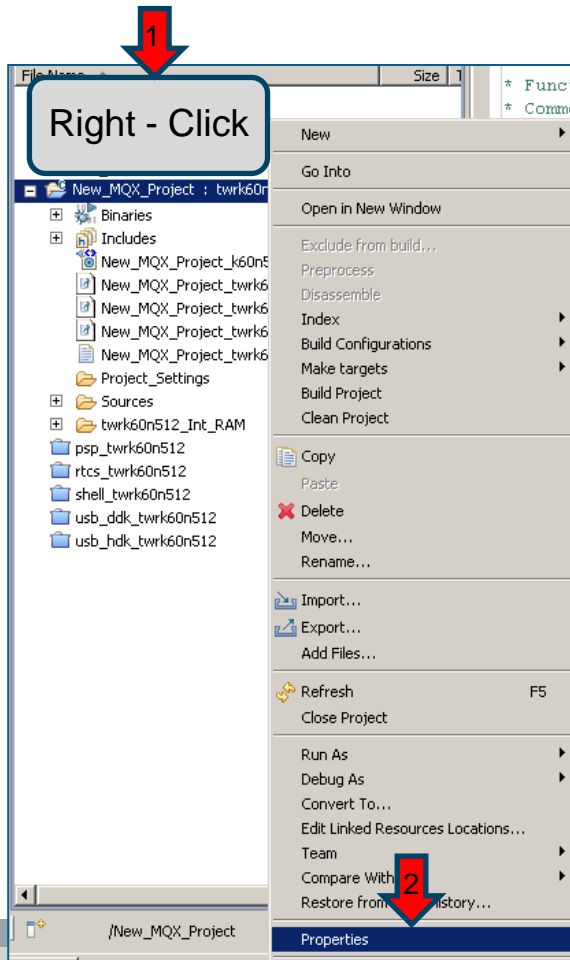 1
File Name
Size
Right - Click
* Func
* Comme
New_MQX_Project : twrk60n
Binaries
Includes
New_MQX_Project_k60n5
New_MQX_Project_twrk6
New_MQX_Project_twrk6
New_MQX_Project_twrk6
New_MQX_Project_twrk6
Project_Settings
Sources
twrk60n512_Int_RAM
psp_twrk60n512
rtcs_twrk60n512
shell_twrk60n512
usb_ddk_twrk60n512
usb_hdk_twrk60n512
New
Go Into
Open in New Window
Exclude from build...
Preprocess
Disassemble
Index
Build Configurations
Make targets
Build Project
Clean Project
Copy
Paste
Delete
Move...
Rename...
Import...
Export...
Add Files...
Refresh F5
Close Project
Run As
Debug As
Convert To...
Edit Linked Resources Locations...
Team
Compare With
2
Restore from istory...
Properties
/New_MQX_Project